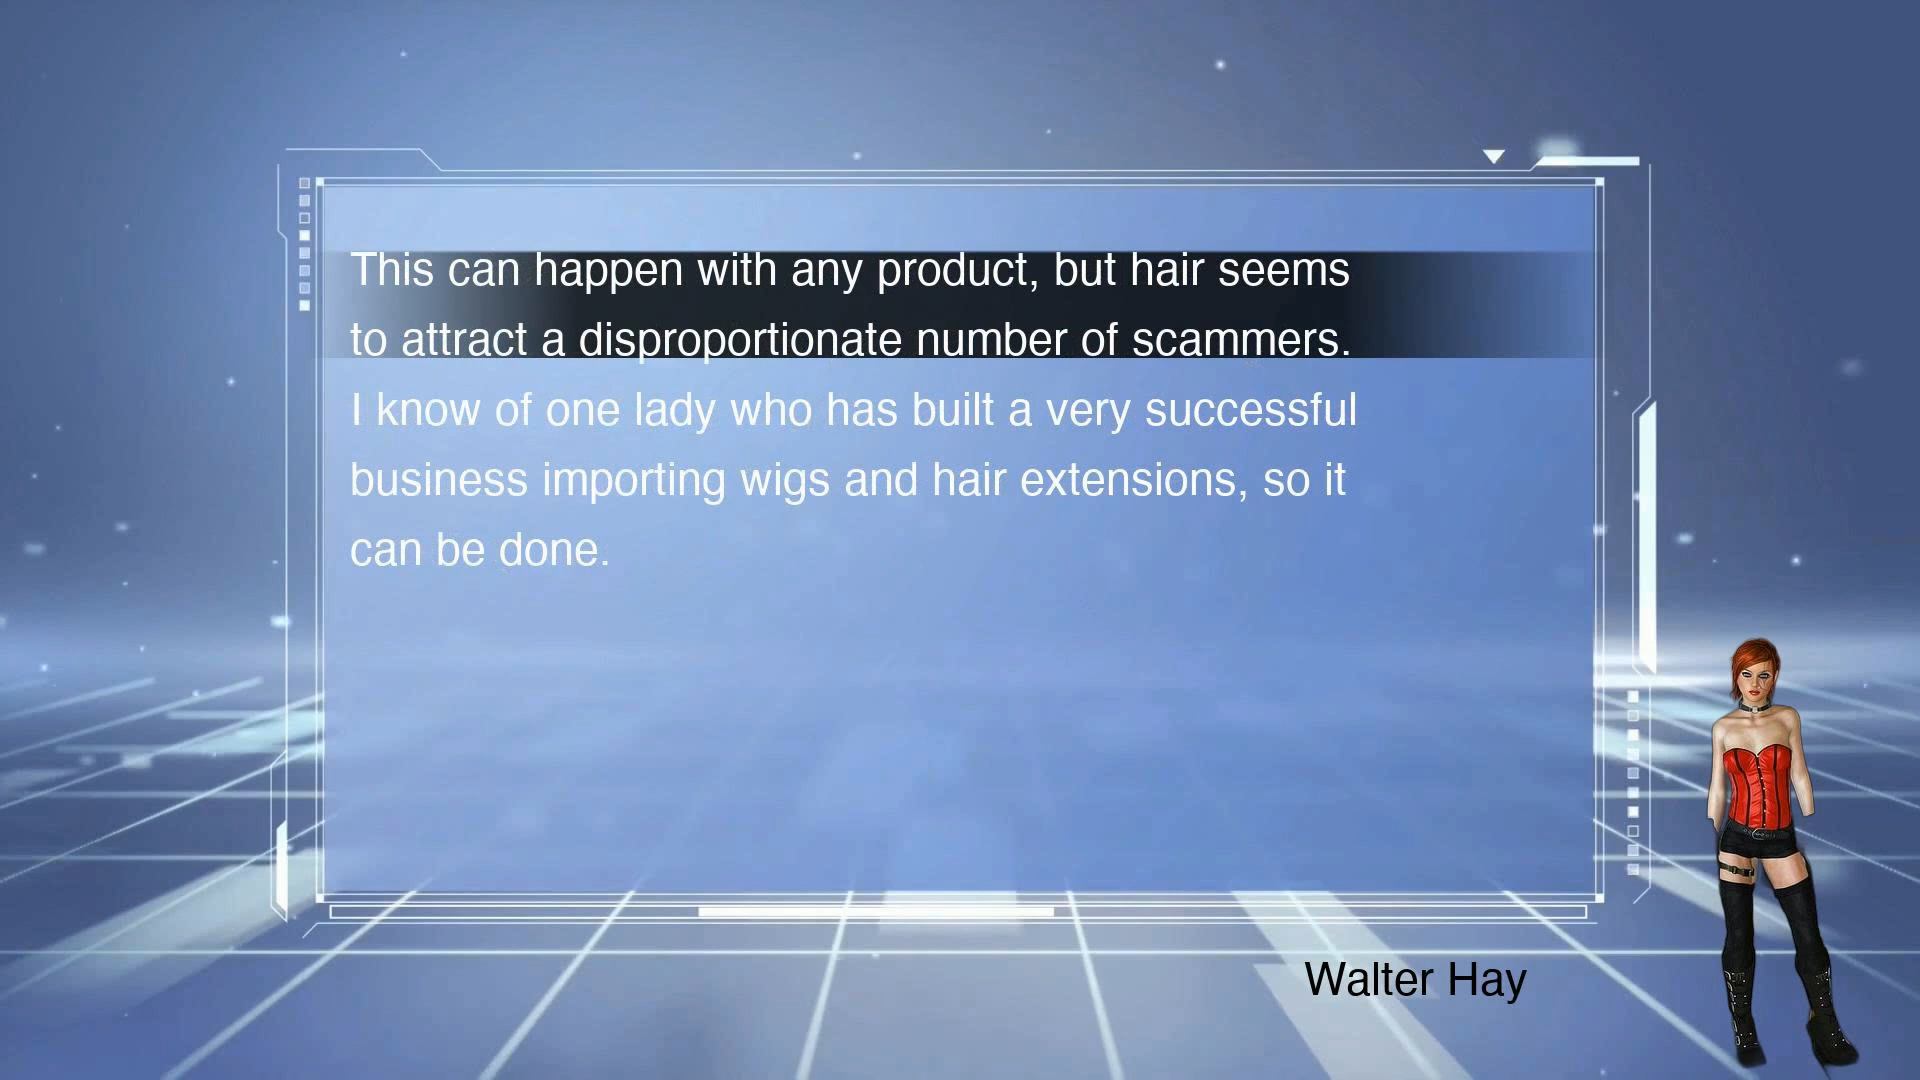 This can happen with any product, but hair seems
to attract a disproportionate number of scammers.
I know of one lady who has built a very successful
business importing wigs and hair extensions, so it
can be done.
Walter Hay